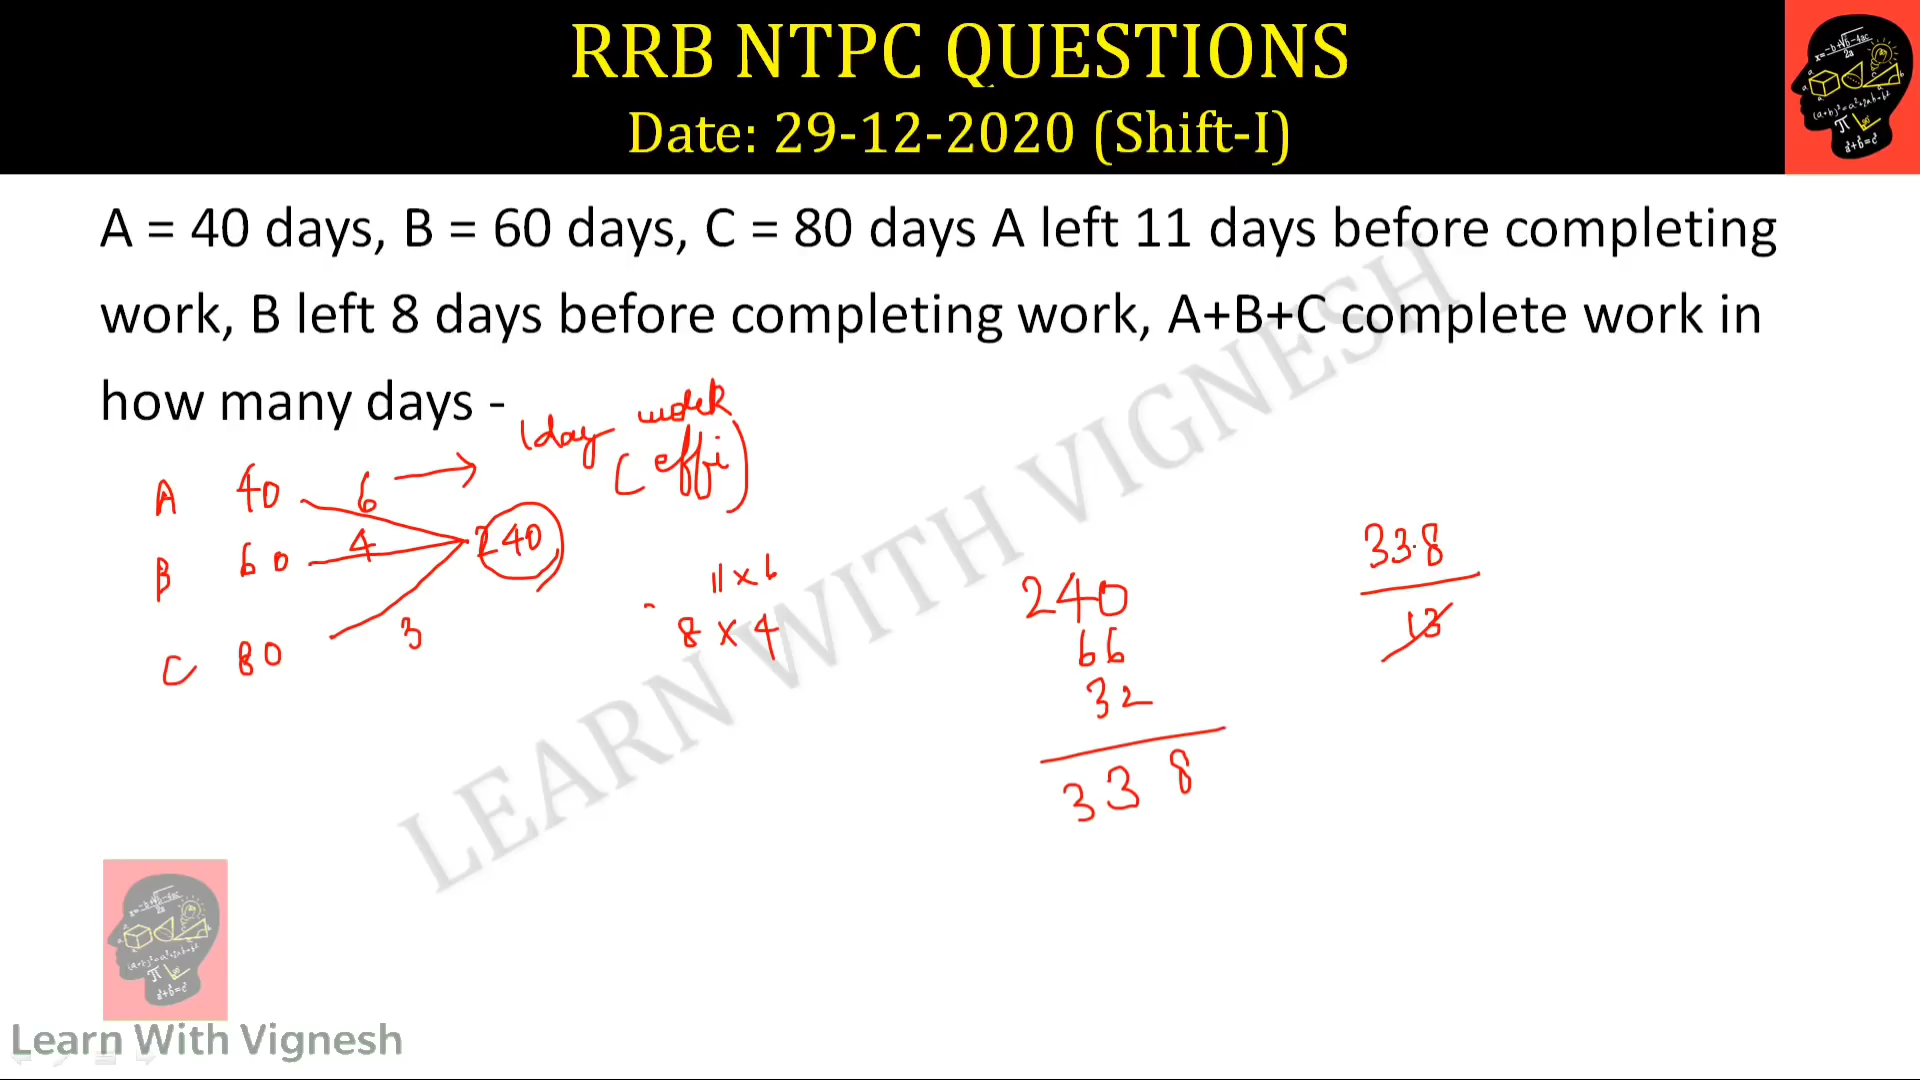 RRB NTPC QUESTIONS
Date: 29-12-2020 (Shift-I)
A = 40 days, B = 60 days, C = 80 days A left 11 days before completing
work, B left 8 days before completing work, A+B+C complete work in
how many days -
1day work
(effi)
A 40 6
B 60 4 240
C 80 3
11 x 6
8 x 4
240
66
32
338
338
13
LEARN WITH VIGNESH
Learn With Vignesh